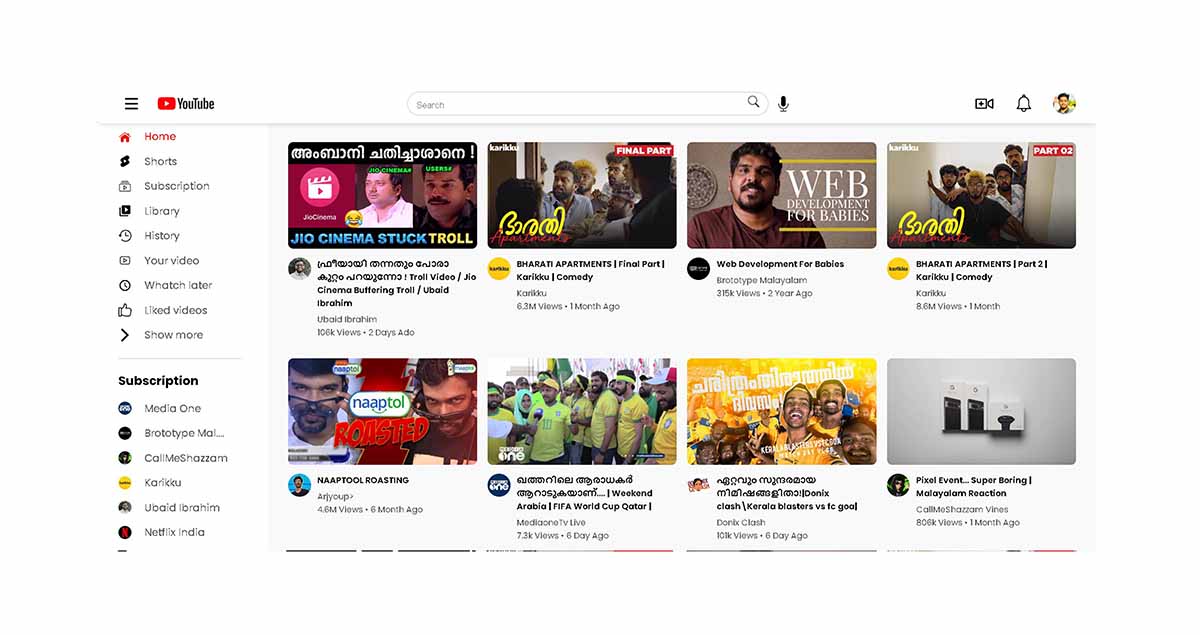 YouTube
Search
Home
Shorts
Subscription
Library
History
Your video
Whatch later
Liked videos
Show more
Subscription
Media One
Brototype Mal....
CallMeShazzam
Karikku
Ubaid Ibrahim
Netflix India
അംബാനി ചതിച്ചാശാനെ !
JIO CINEMA#
USERS#
JioCinema
JIO CINEMA STUCK TROLL
ഫ്രീയായി തന്നതും പോരാ
കുറ്റം പറയുന്നോ ! Troll Video / Jio
Cinema Buffering Troll / Ubaid
Ibrahim
Ubaid Ibrahim
106k Views • 2 Days Ado
karikku
FINAL PART
ഭാരതി
Apartments
karikku
BHARATI APARTMENTS | Final Part |
Karikku | Comedy
Karikku
6.3M Views • 1 Month Ago
WEB
DEVELOPMENT
FOR BABIES
Web Development For Babies
Brototype Malayalam
315k Views • 2 Year Ago
karikku
PART 02
ഭാരതി
Apartments
karikku
BHARATI APARTMENTS | Part 2 |
Karikku | Comedy
Karikku
8.6M Views • 1 Month
naaptol
naaptol
ROASTED
NAAPTOOL ROASTING
Arjyoup>
4.6M Views • 6 Month Ago
one
ഖത്തറിലെ ആരാധകർ
ആറാടുകയാണ്.... | Weekend
Arabia | FIFA World Cup Qatar |
MediaoneTv Live
7.3k Views • 6 Day Ago
ചരിത്രംതിരുത്തിയ
ദിവസം!
KERALA BLASTERS VS FC GOA
MATCH DAY VLOG
ഏറ്റവും സുന്ദരമായ
നിമിഷങ്ങളിതാ!|Donix
clash\Kerala blasters vs fc goa|
Donix Clash
101k Views • 6 Day Ago
Pixel Event... Super Boring |
Malayalam Reaction
CallMeShazzam Vines
806k Views • 1 Month Ago